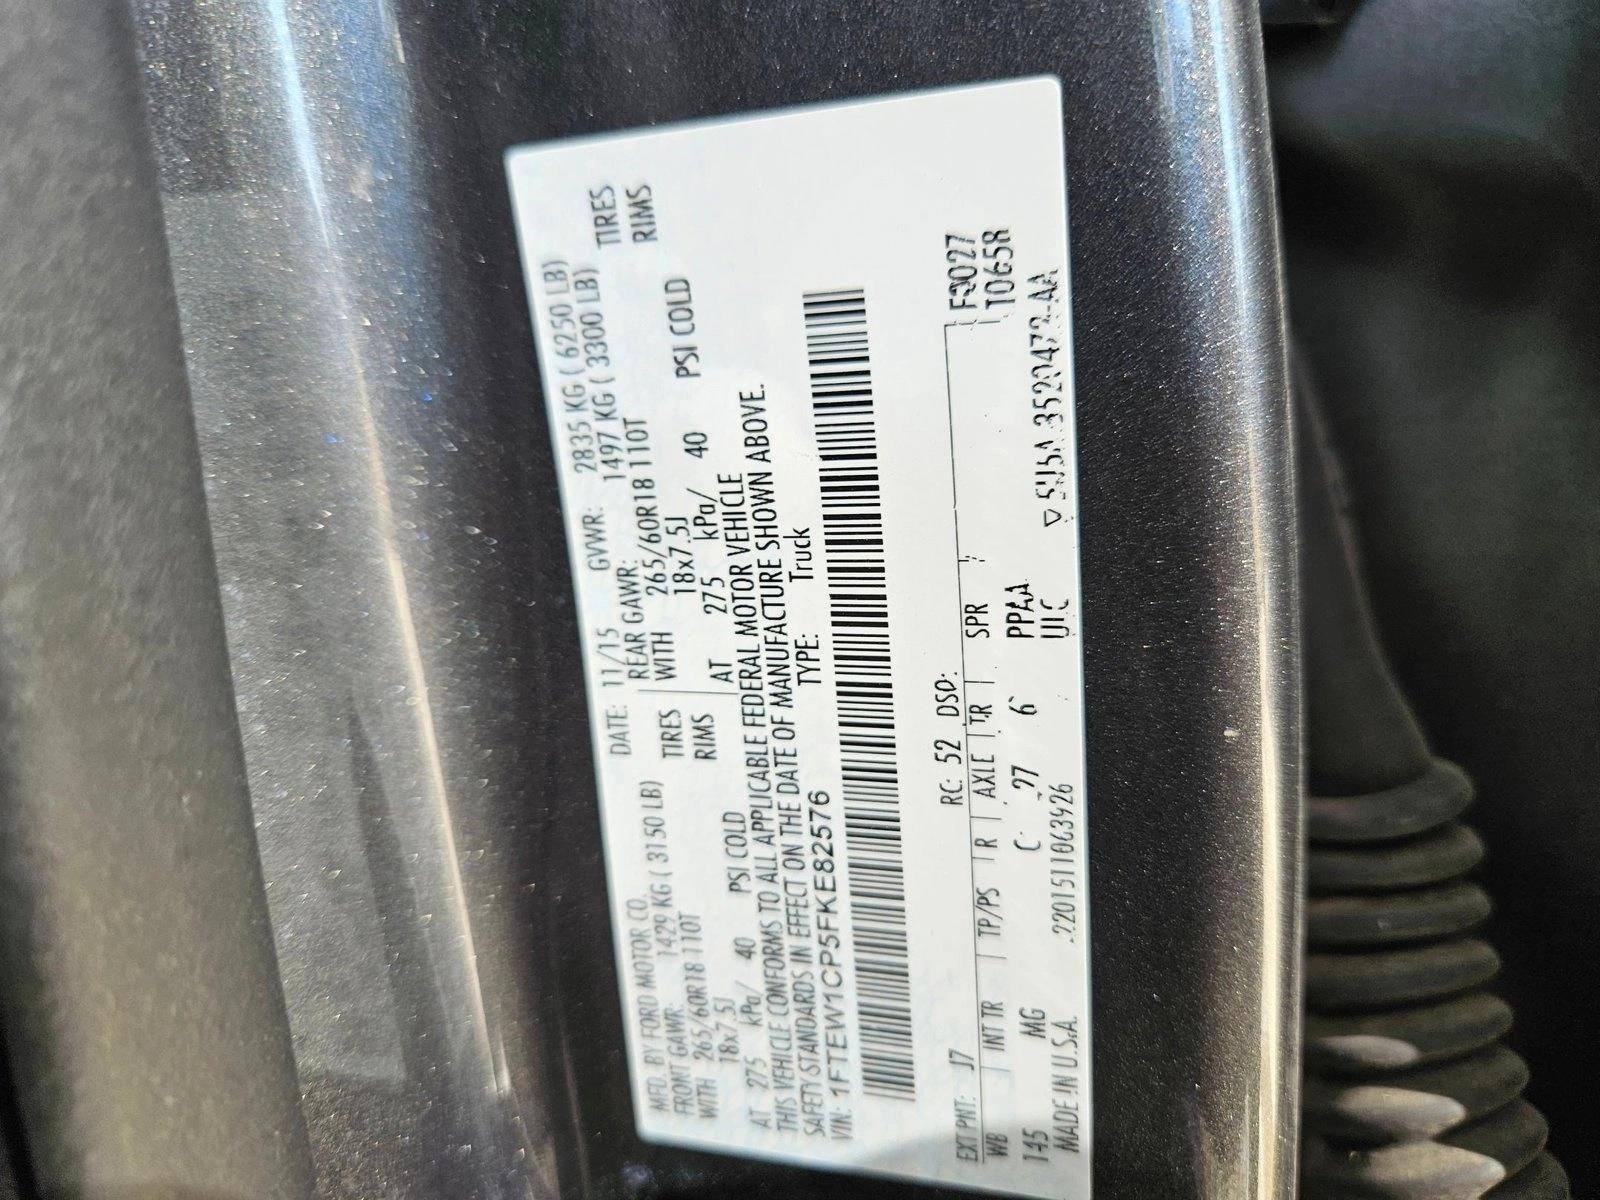 MFD. BY FORD MOTOR CO. DATE: 11/15 GVWR: 2835 KG ( 6250 LB)
FRONT GAWR: 1429 KG ( 3150 LB) REAR GAWR: 1497 KG ( 3300 LB)
WITH 265/60R18 110T TIRES WITH 265/60R18 110T TIRES
18x7.5J RIMS 18x7.5J RIMS
AT 275 kPa/ 40 PSI COLD AT 275 kPa/ 40 PSI COLD
THIS VEHICLE CONFORMS TO ALL APPLICABLE FEDERAL MOTOR VEHICLE
SAFETY STANDARDS IN EFFECT ON THE DATE OF MANUFACTURE SHOWN ABOVE.
VIN: 1FTEW1CP5FKE82576 TYPE: Truck
EXT PNT: J7 RC: 52 DSO: F0027
WB INT TR TP/PS R AXLE TR SPR T0658
145 MG C 27 6 PPAA
MADE IN U.S.A. UIC